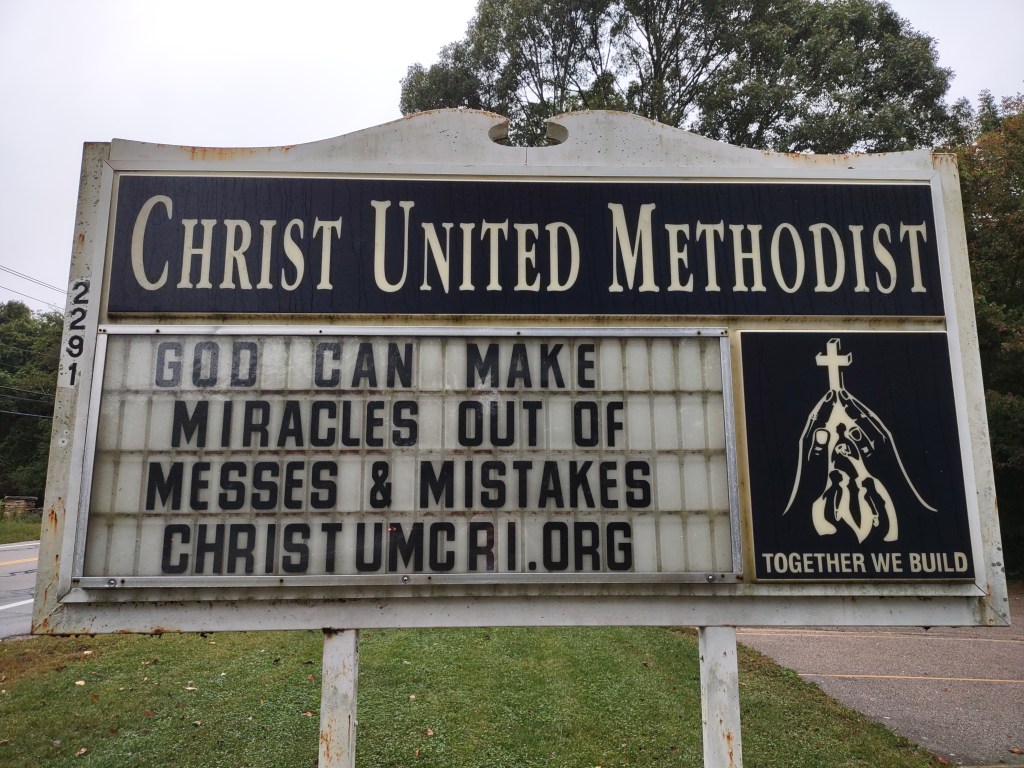 CHRIST UNITED METHODIST
2291
GOD CAN MAKE
MIRACLES OUT OF
MESSES & MISTAKES
CHRISTUMCRI.ORG
TOGETHER WE BUILD